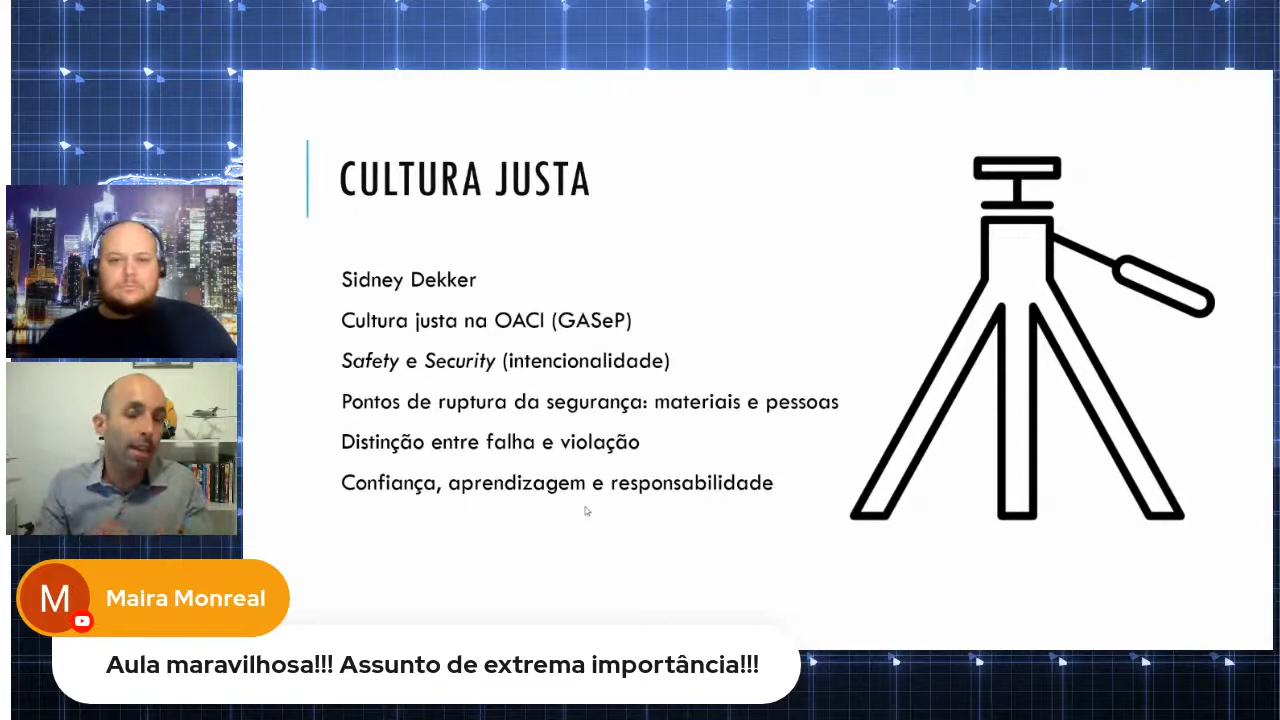 CULTURA JUSTA
Sidney Dekker
Cultura justa na OACI (GASeP)
Safety e Security (intencionalidade)
Pontos de ruptura da segurança: materiais e pessoas
Distinção entre falha e violação
Confiança, aprendizagem e responsabilidade
M
Maira Monreal
Aula maravilhosa!!! Assunto de extrema importância!!!